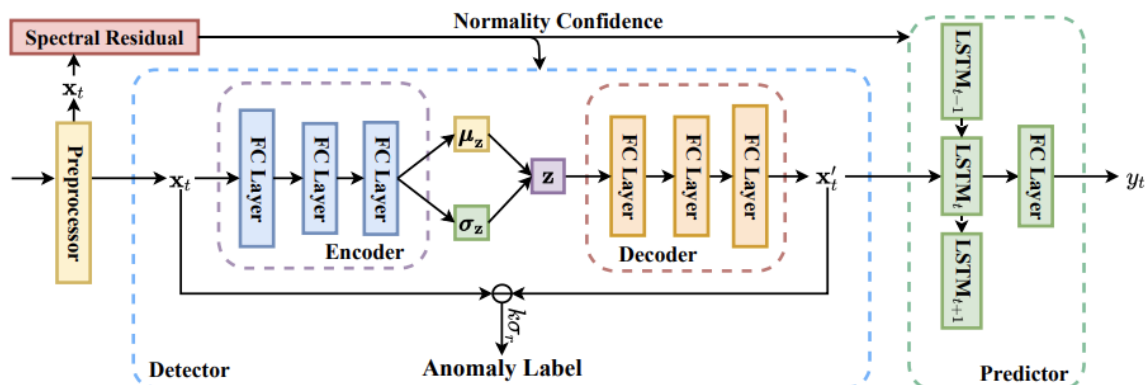 Normality Confidence
Spectral Residual
x_t
Preprocessor
x_t
FC Layer
FC Layer
FC Layer
Encoder
μ_z
σ_z
z
FC Layer
FC Layer
FC Layer
Decoder
x'_t
LSTM_{t−1}
LSTM_t
LSTM_{t+1}
FC Layer
y_t
kσ_r
Anomaly Label
Detector
Predictor